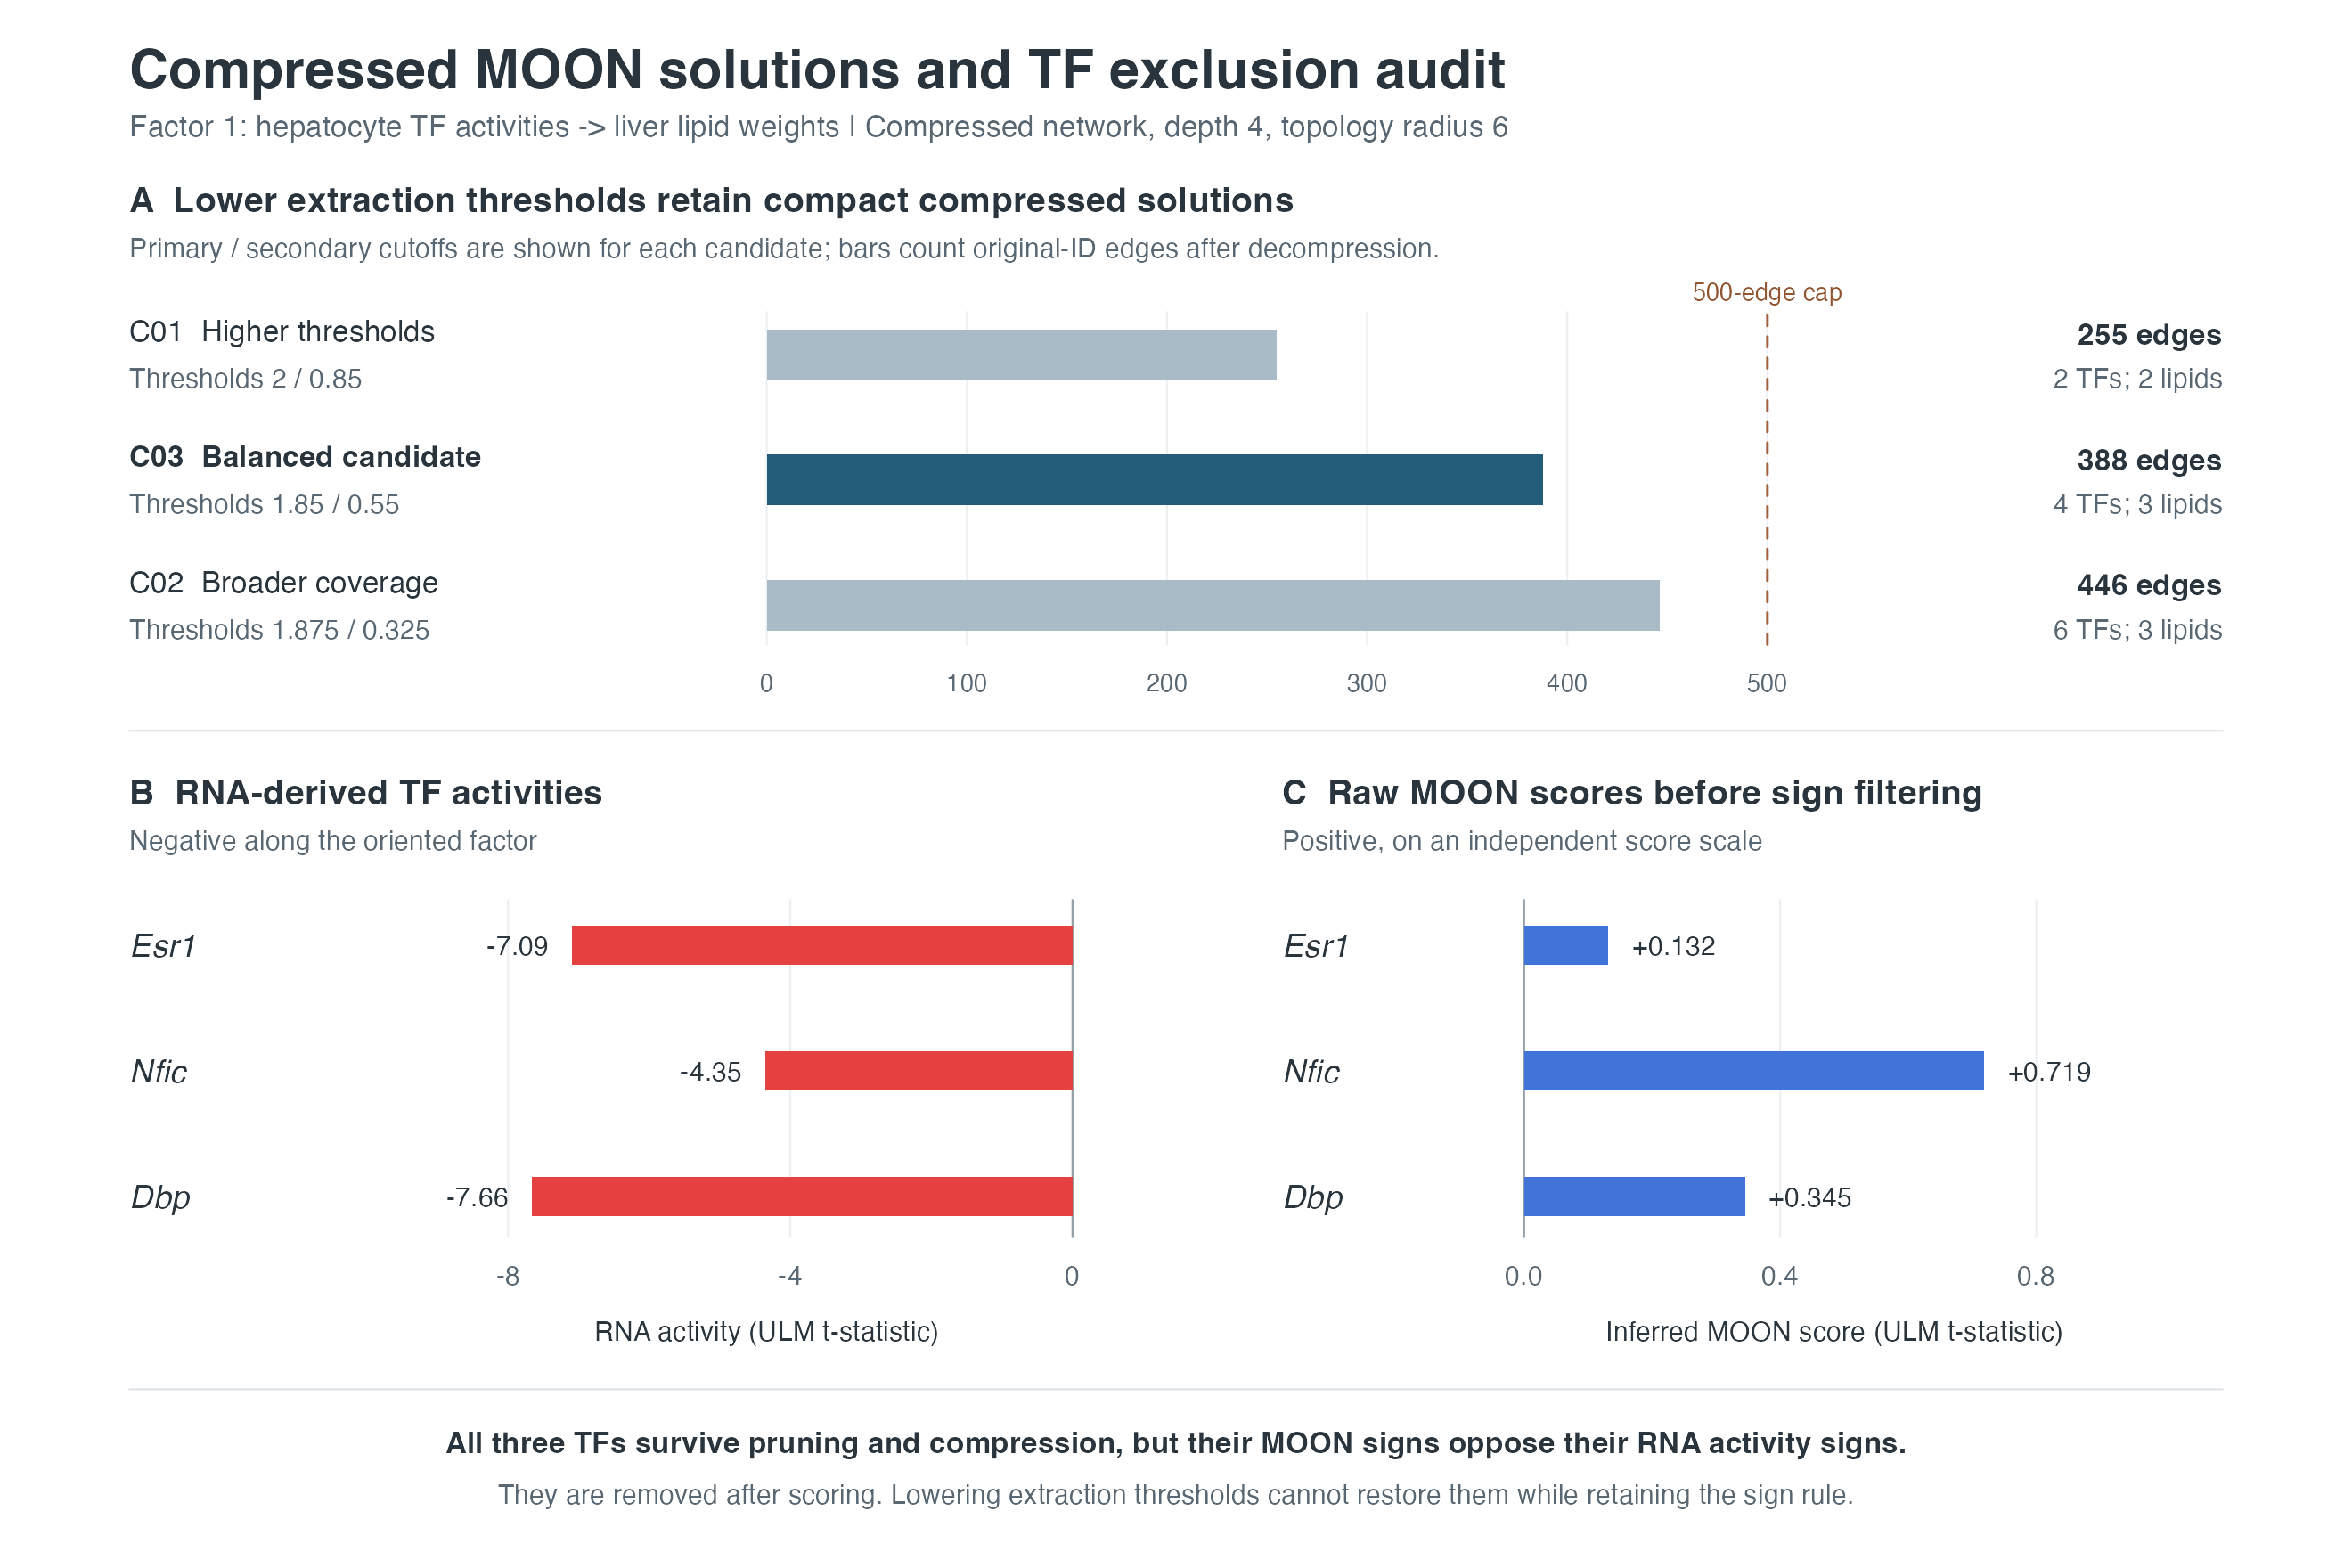 Compressed MOON solutions and TF exclusion audit
Factor 1: hepatocyte TF activities -> liver lipid weights | Compressed network, depth 4, topology radius 6
A Lower extraction thresholds retain compact compressed solutions
Primary / secondary cutoffs are shown for each candidate; bars count original-ID edges after decompression.
500-edge cap
C01 Higher thresholds
255 edges
Thresholds 2 / 0.85
2 TFs; 2 lipids
C03 Balanced candidate
388 edges
Thresholds 1.85 / 0.55
4 TFs; 3 lipids
C02 Broader coverage
446 edges
Thresholds 1.875 / 0.325
6 TFs; 3 lipids
0 100 200 300 400 500
B RNA-derived TF activities
Negative along the oriented factor
Esr1 -7.09
Nfic -4.35
Dbp -7.66
-8 -4 0
RNA activity (ULM t-statistic)
C Raw MOON scores before sign filtering
Positive, on an independent score scale
Esr1 +0.132
Nfic +0.719
Dbp +0.345
0.0 0.4 0.8
Inferred MOON score (ULM t-statistic)
All three TFs survive pruning and compression, but their MOON signs oppose their RNA activity signs.
They are removed after scoring. Lowering extraction thresholds cannot restore them while retaining the sign rule.